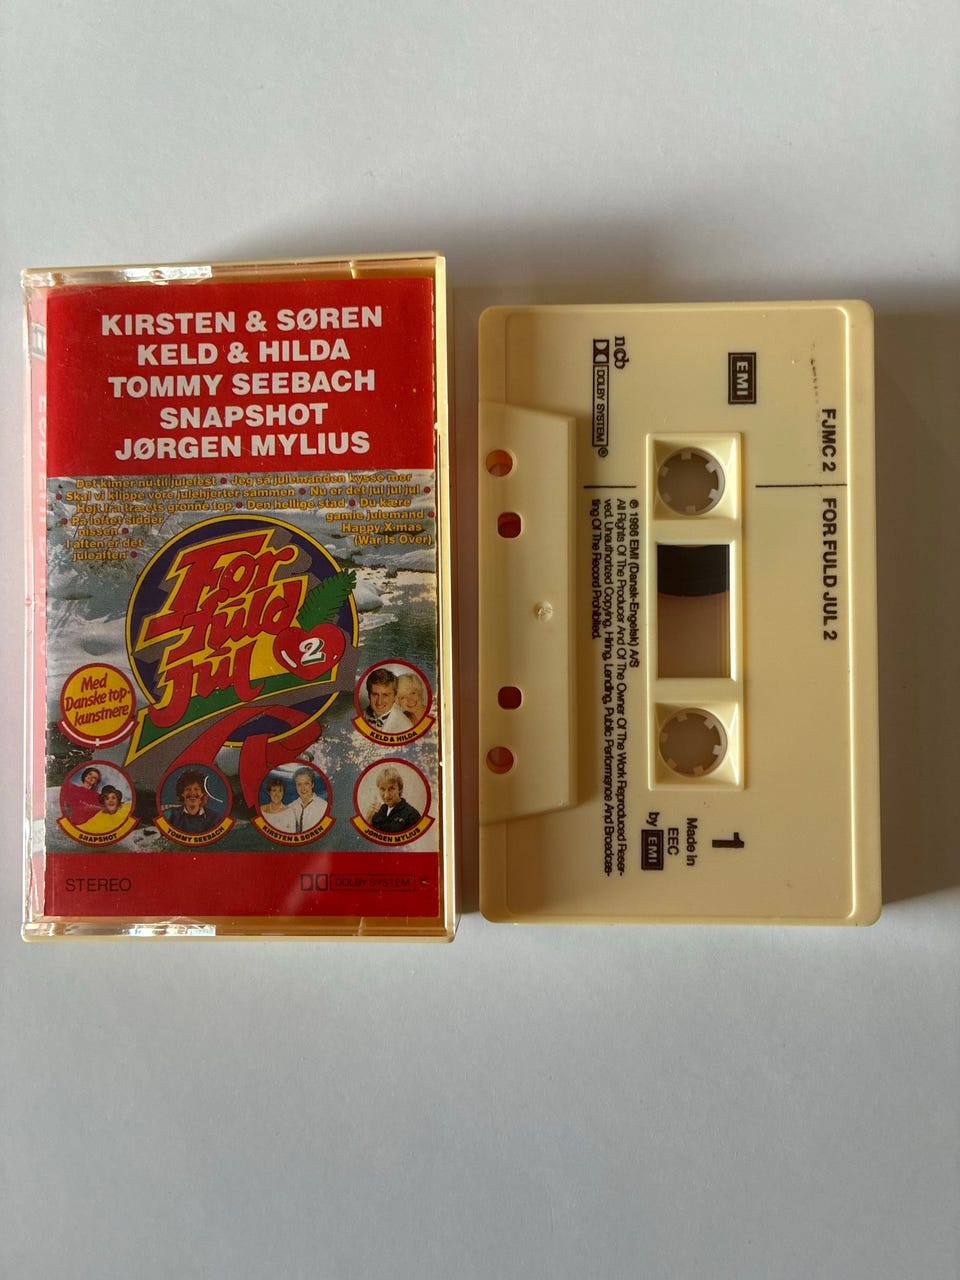 KIRSTEN & SØREN
KELD & HILDA
TOMMY SEEBACH
SNAPSHOT
JØRGEN MYLIUS
Det kimer nu til julefest • Jeg så julemanden kysse mor
• Skal vi klippe vore julehjerter sammen • Nu er det jul jul jul •
Højt fra træets grønne top • Den hellige stad • Du kære
• På loftet sidder
gamle julemand •
nissen •
Happy X-mas
I aften er det
(War Is Over)
juleaften •
For
fuld
Jul
2
Med
Danske top-
kunstnere
KELD & HILDA
SNAPSHOT
TOMMY SEEBACH
KIRSTEN & SØREN
JØRGEN MYLIUS
STEREO
DOLBY SYSTEM
FJMC 2
FOR FULD JUL 2
EMI
ncb
DOLBY SYSTEM®
1
Made in
EEC
by EMI
℗ 1986 EMI (Dansk-Engelsk) A/S
All Rights Of The Producer And Of The Owner Of The Work Reproduced Reser-
ved. Unauthorized Copying, Hiring, Lending, Public Performance And Broadcas-
ting Of The Record Prohibited.